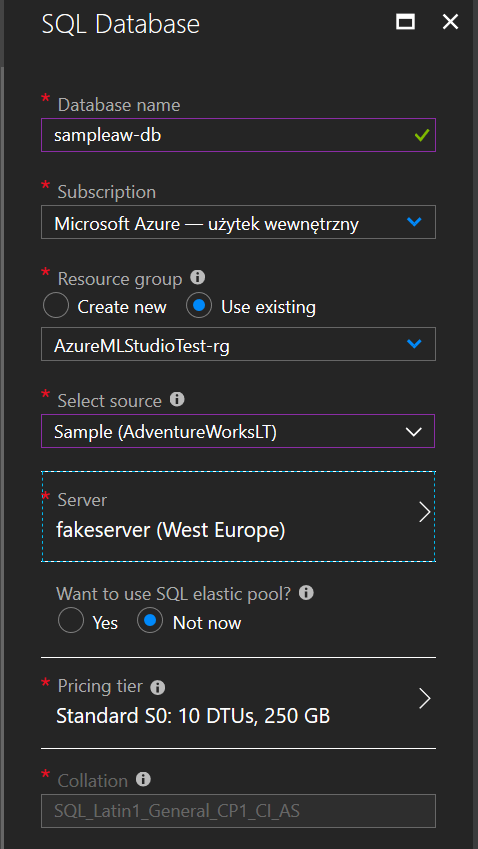 SQL Database
* Database name
sampleaw-db
* Subscription
Microsoft Azure — użytek wewnętrzny
* Resource group
Create new Use existing
AzureMLStudioTest-rg
* Select source
Sample (AdventureWorksLT)
* Server
fakeserver (West Europe)
Want to use SQL elastic pool?
Yes Not now
* Pricing tier
Standard S0: 10 DTUs, 250 GB
* Collation
SQL_Latin1_General_CP1_CI_AS